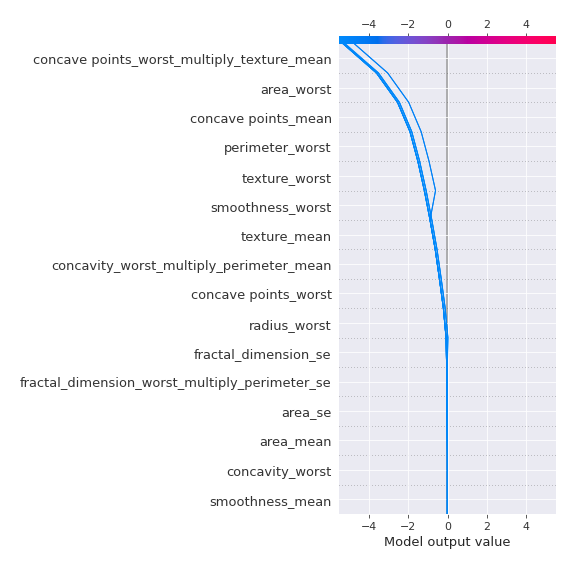 −4 −2 0 2 4
concave points_worst_multiply_texture_mean
area_worst
concave points_mean
perimeter_worst
texture_worst
smoothness_worst
texture_mean
concavity_worst_multiply_perimeter_mean
concave points_worst
radius_worst
fractal_dimension_se
fractal_dimension_worst_multiply_perimeter_se
area_se
area_mean
concavity_worst
smoothness_mean
−4 −2 0 2 4
Model output value